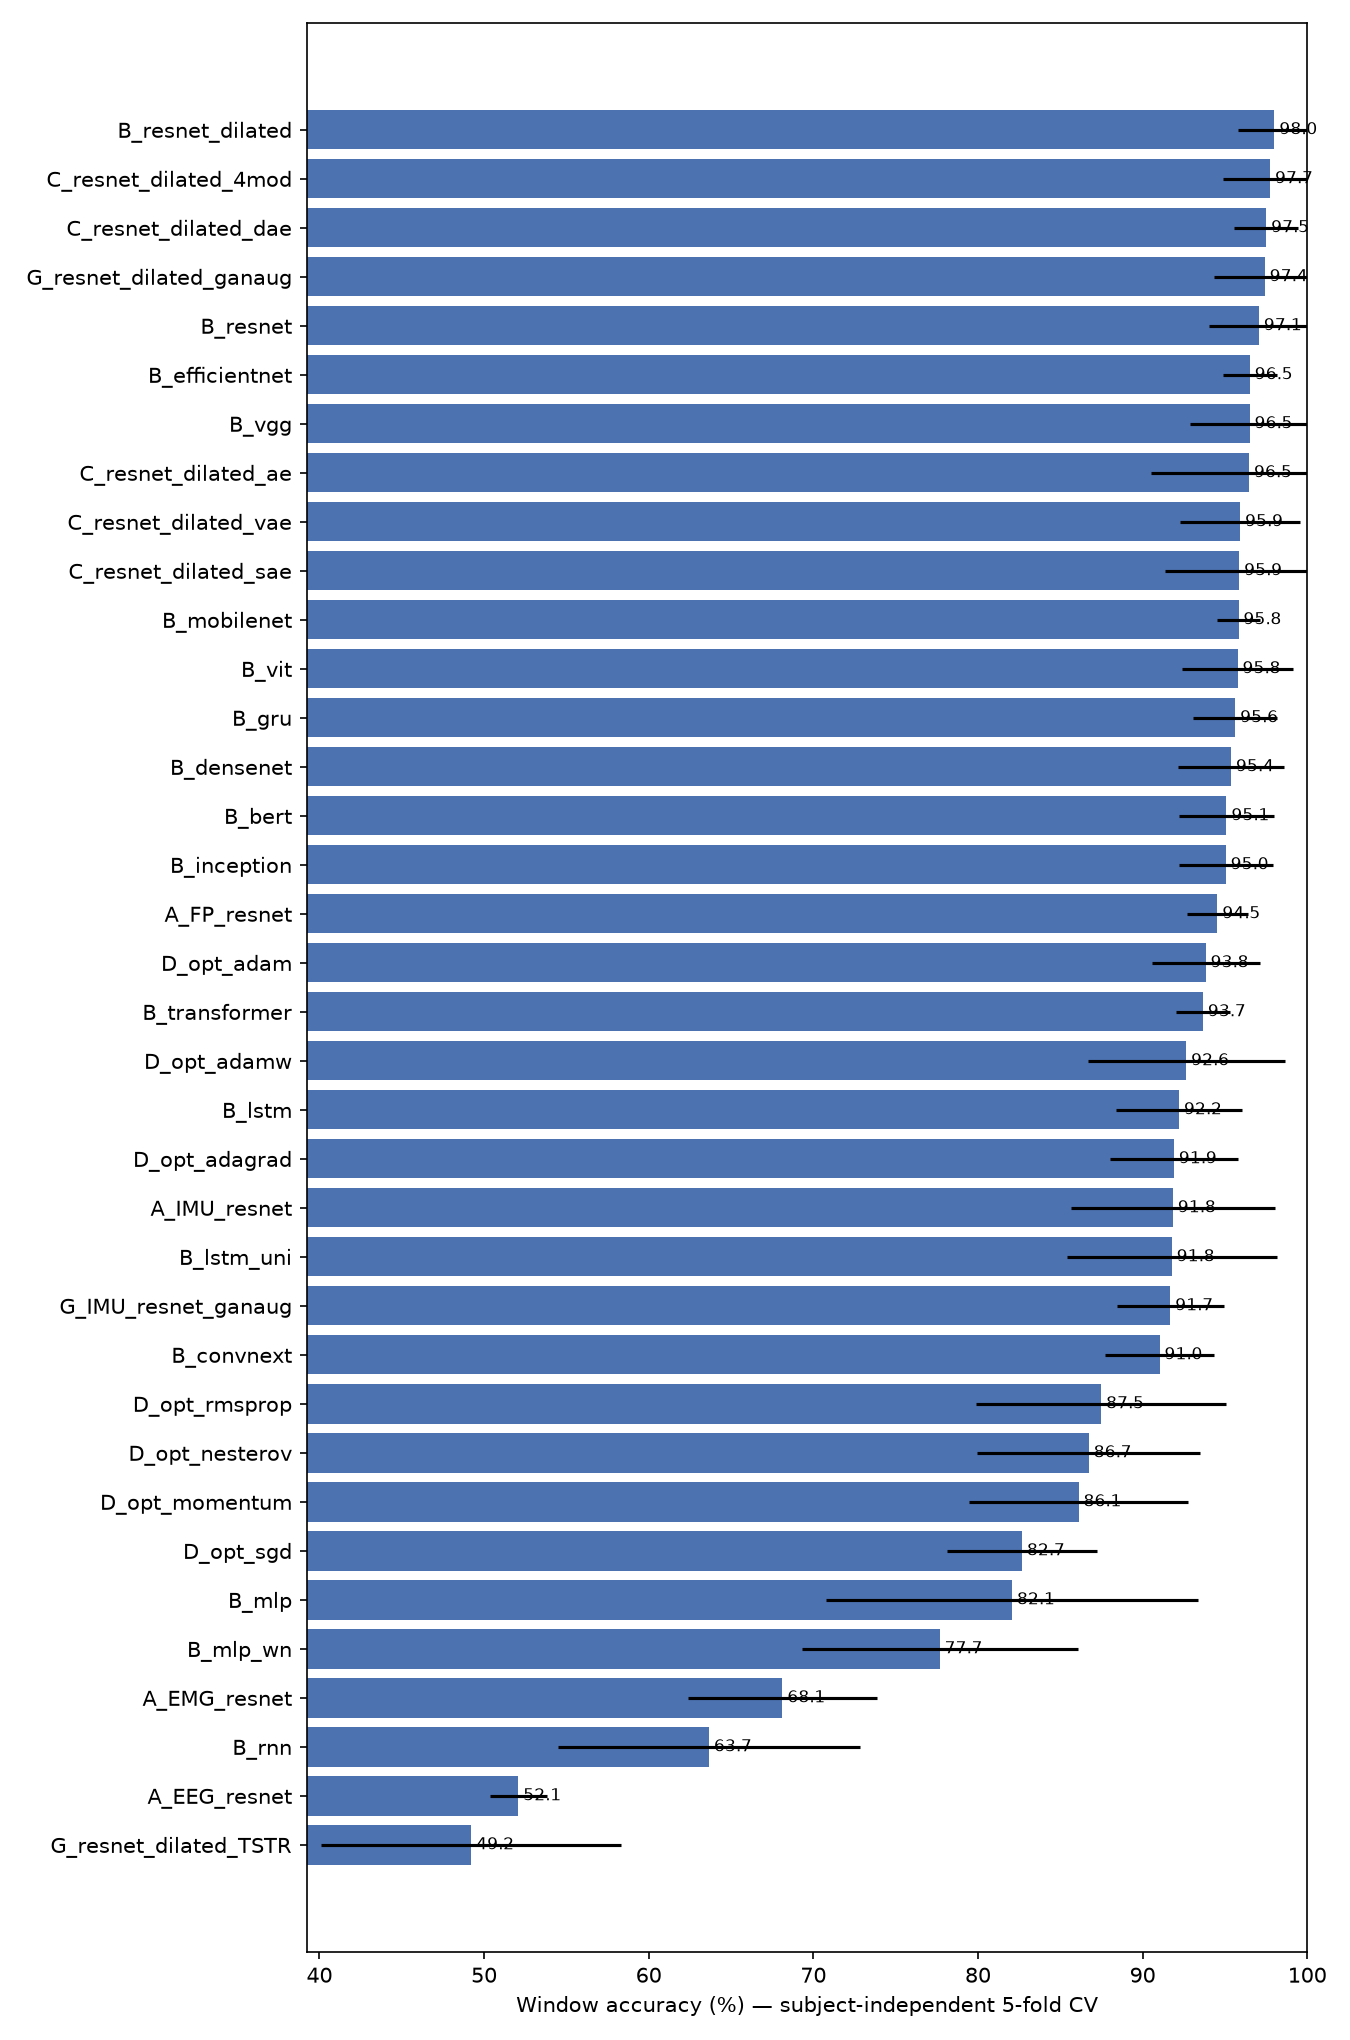 B_resnet_dilated 98.0
C_resnet_dilated_4mod 97.7
C_resnet_dilated_dae 97.5
G_resnet_dilated_ganaug 97.4
B_resnet 97.1
B_efficientnet 96.5
B_vgg 96.5
C_resnet_dilated_ae 96.5
C_resnet_dilated_vae 95.9
C_resnet_dilated_sae 95.9
B_mobilenet 95.8
B_vit 95.8
B_gru 95.6
B_densenet 95.4
B_bert 95.1
B_inception 95.0
A_FP_resnet 94.5
D_opt_adam 93.8
B_transformer 93.7
D_opt_adamw 92.6
B_lstm 92.2
D_opt_adagrad 91.9
A_IMU_resnet 91.8
B_lstm_uni 91.8
G_IMU_resnet_ganaug 91.7
B_convnext 91.0
D_opt_rmsprop 87.5
D_opt_nesterov 86.7
D_opt_momentum 86.1
D_opt_sgd 82.7
B_mlp 82.1
B_mlp_wn 77.7
A_EMG_resnet 68.1
B_rnn 63.7
A_EEG_resnet 52.1
G_resnet_dilated_TSTR 49.2
40 50 60 70 80 90 100
Window accuracy (%) — subject-independent 5-fold CV